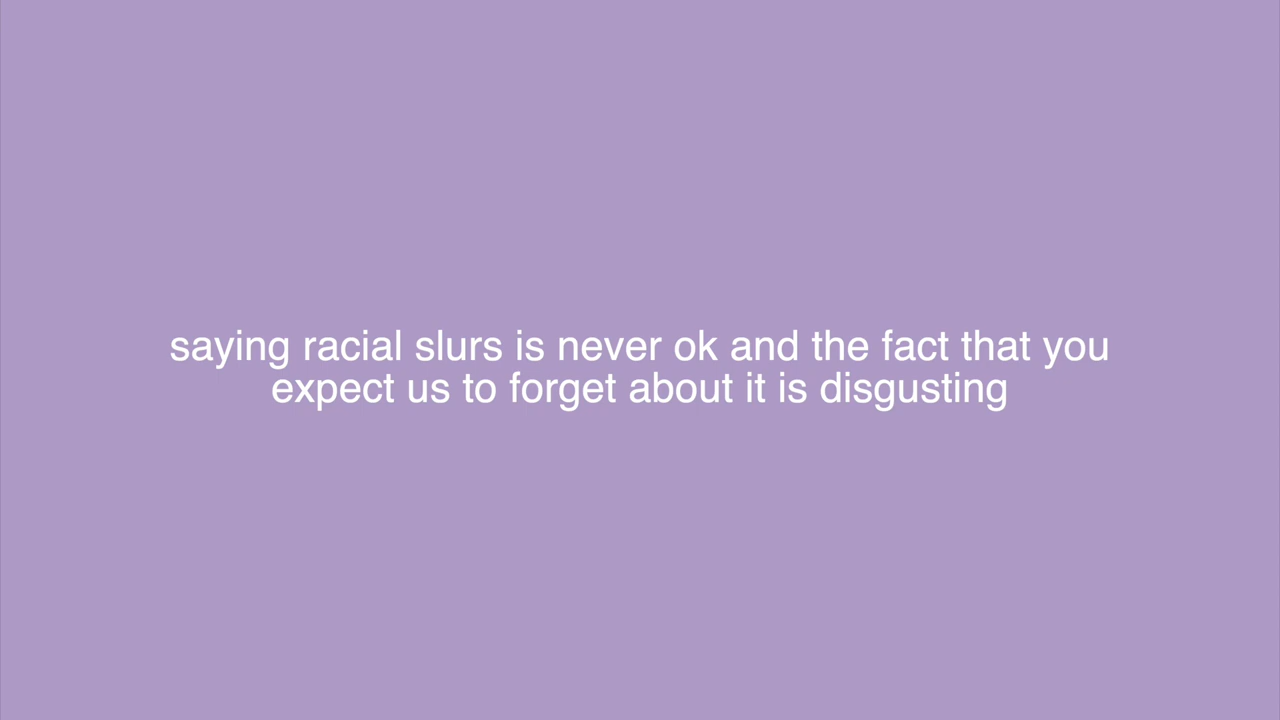 saying racial slurs is never ok and the fact that you
expect us to forget about it is disgusting